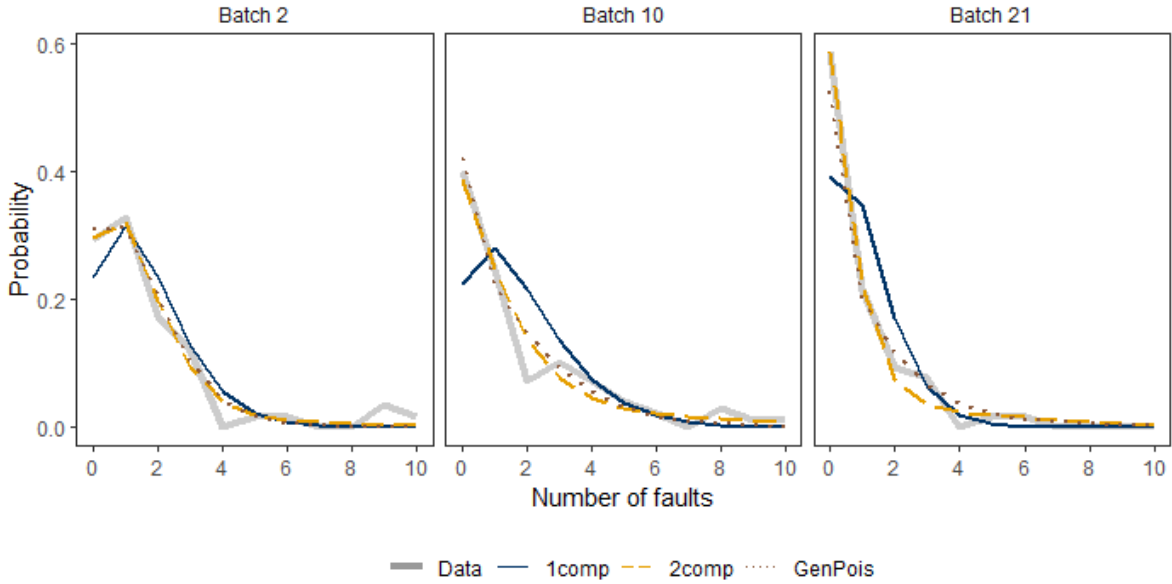 Batch 2 Batch 10 Batch 21
0.6
0.4
0.2
0.0
Probability
0 2 4 6 8 10 0 2 4 6 8 10 0 2 4 6 8 10
Number of faults
Data 1comp 2comp GenPois